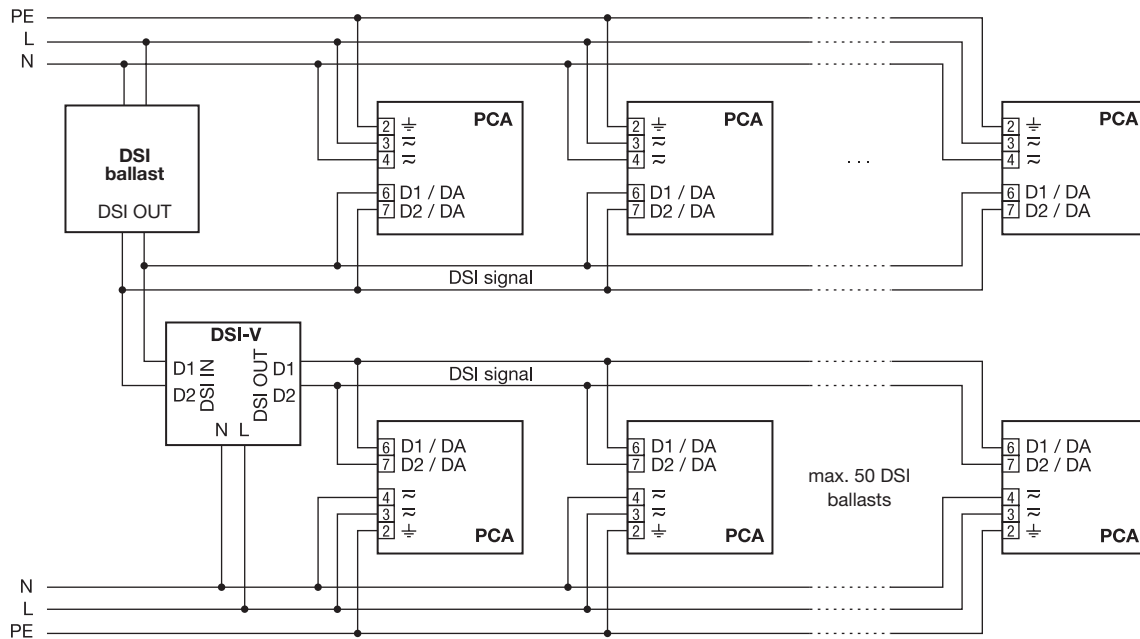 PE
L
N
DSI
ballast
DSI OUT
PCA
2
3
4
6 D1 / DA
7 D2 / DA
PCA
2
3
4
6 D1 / DA
7 D2 / DA
. . .
PCA
2
3
4
6 D1 / DA
7 D2 / DA
DSI signal
DSI-V
D1
D2
DSI IN
DSI OUT
D1
D2
N L
DSI signal
6 D1 / DA
7 D2 / DA
4
3
2
PCA
6 D1 / DA
7 D2 / DA
4
3
2
PCA
max. 50 DSI
ballasts
6 D1 / DA
7 D2 / DA
4
3
2
PCA
N
L
PE